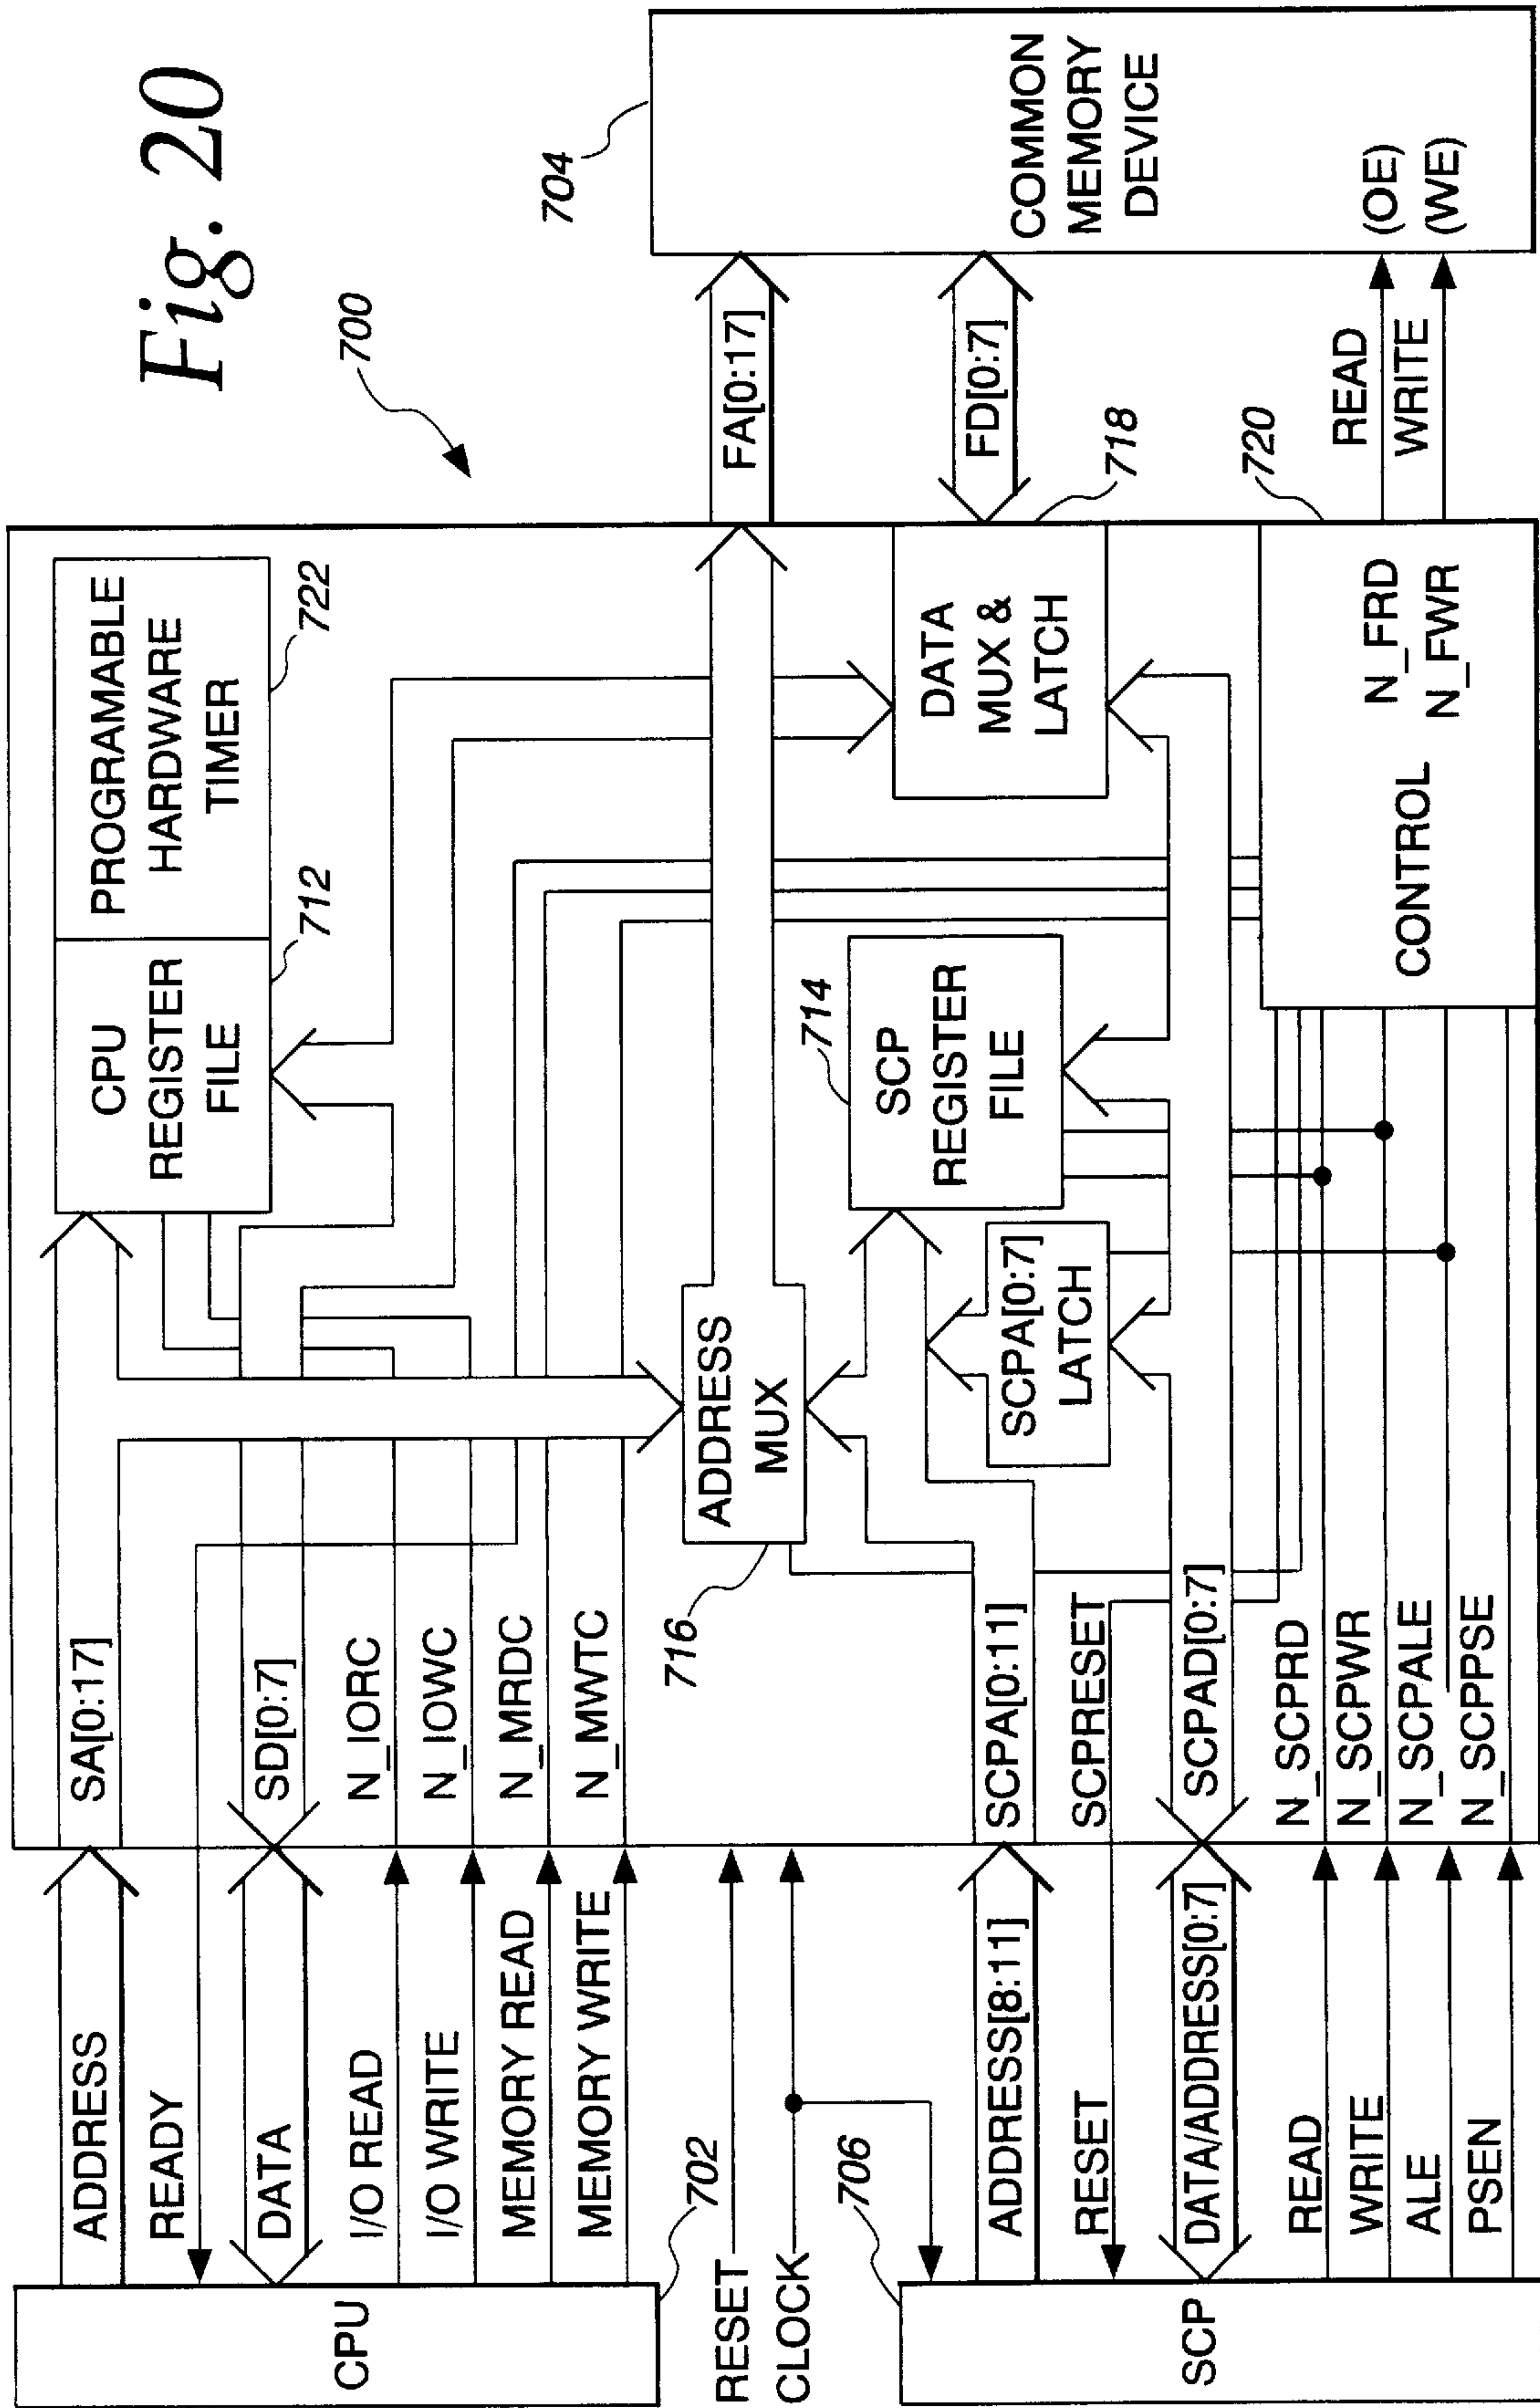 Fig. 20
700
CPU
702
ADDRESS
READY
DATA
I/O READ
I/O WRITE
MEMORY READ
MEMORY WRITE
RESET
CLOCK
SCP
706
ADDRESS[8:11]
RESET
DATA/ADDRESS[0:7]
READ
WRITE
ALE
PSEN
SA[0:17]
SD[0:7]
N_IORC
N_IOWC
N_MRDC
N_MWTC
SCPA[0:11]
SCPRESET
SCPAD[0:7]
N_SCPRD
N_SCPWR
N_SCPALE
N_SCPPSE
CPU
REGISTER
FILE
712
PROGRAMABLE
HARDWARE
TIMER
722
ADDRESS
MUX
716
SCPA[0:7]
LATCH
SCP
REGISTER
FILE
714
DATA
MUX &
LATCH
718
CONTROL
N_FRD
N_FWR
720
FA[0:17]
FD[0:7]
READ
WRITE
COMMON
MEMORY
DEVICE
(OE)
(WE)
704